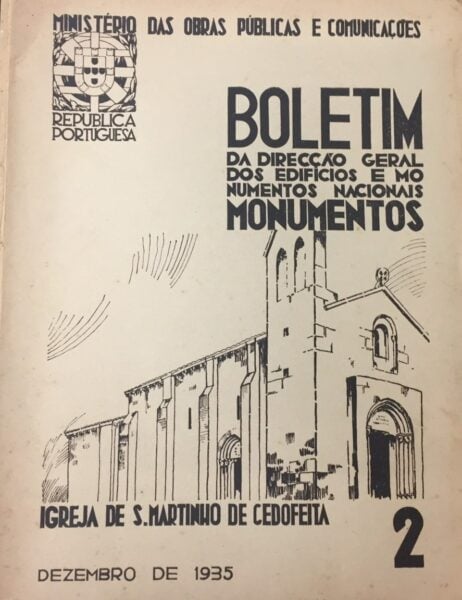 MINISTÉRIO DAS OBRAS PÚBLICAS E COMUNICAÇÕES
REPÚBLICA
PORTUGUESA
BOLETIM
DA DIRECÇÃO GERAL
DOS EDIFÍCIOS E MO
NUMENTOS NACIONAIS
MONUMENTOS
IGREJA DE S. MARTINHO DE CEDOFEITA
2
DEZEMBRO DE 1935